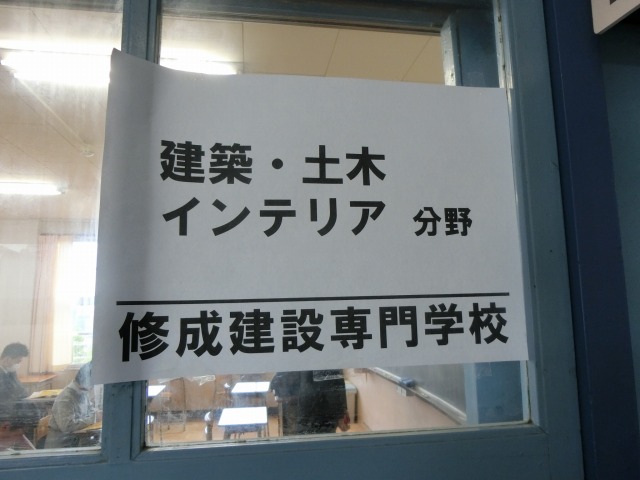 建築・土木
インテリア 分野
修成建設専門学校